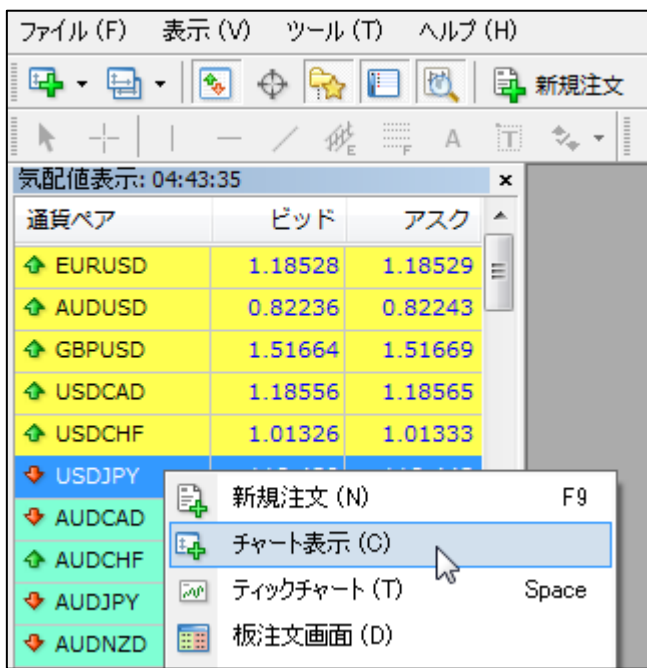 ファイル (F) 表示 (V) ツール (T) ヘルプ (H)
新規注文
E F A T
気配値表示: 04:43:35 x
通貨ペア ビッド アスク
EURUSD 1.18528 1.18529
AUDUSD 0.82236 0.82243
GBPUSD 1.51664 1.51669
USDCAD 1.18556 1.18565
USDCHF 1.01326 1.01333
USDJPY
新規注文 (N) F9
AUDCAD
チャート表示 (C)
AUDCHF
ティックチャート (T) Space
AUDJPY
板注文画面 (D)
AUDNZD